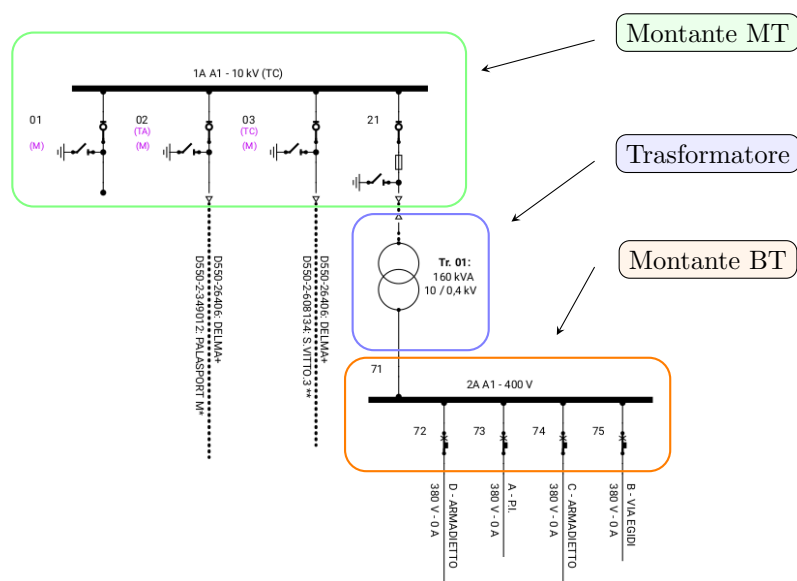 Montante MT
1A A1 - 10 kV (TC)
01
(M)
02
(TA)
(M)
03
(TC)
(M)
21
Trasformatore
Tr. 01:
160 kVA
10 / 0,4 kV
D550-26406: DELMA+
D550-2-349012: PALASPORT M*
D550-26406: DELMA+
D550-2-608134: S.VITTO.3 **
Montante BT
71
2A A1 - 400 V
72
73
74
75
D - ARMADIETTO
380 V - 0 A
A - P.I.
380 V - 0 A
C - ARMADIETTO
380 V - 0 A
B - VIA EGIDI
380 V - 0 A